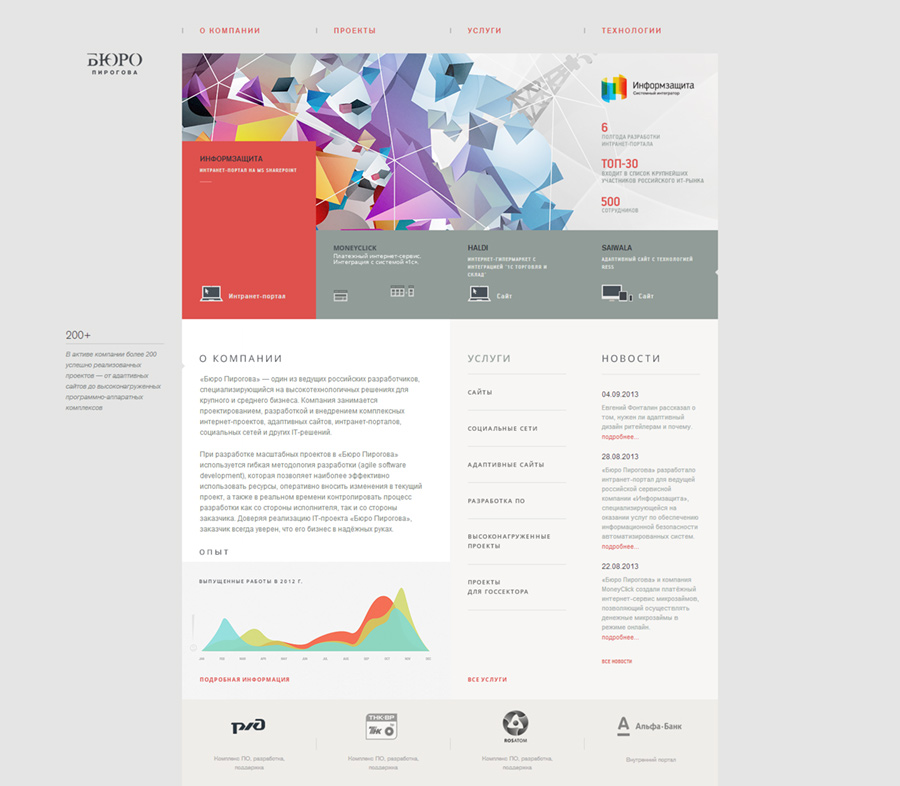 О КОМПАНИИ
ПРОЕКТЫ
УСЛУГИ
ТЕХНОЛОГИИ
БЮРО
ПИРОГОВА
Информзащита
Системный интегратор
6
ПОЛГОДА РАЗРАБОТКИ
ИНТРАНЕТ-ПОРТАЛА
ТОП-30
ВХОДИТ В СПИСОК КРУПНЕЙШИХ
УЧАСТНИКОВ РОССИЙСКОГО ИТ-РЫНКА
500
СОТРУДНИКОВ
ИНФОРМЗАЩИТА
ИНТРАНЕТ-ПОРТАЛ НА MS SHAREPOINT
Интранет-портал
MONEYCLICK
Платежный интернет-сервис.
Интеграция с системой «1с».
HALDI
ИНТЕРНЕТ-ГИПЕРМАРКЕТ С
ИНТЕГРАЦИЕЙ "1С ТОРГОВЛЯ И
СКЛАД"
Сайт
SAIWALA
АДАПТИВНЫЙ САЙТ С ТЕХНОЛОГИЕЙ
RESS
Сайт
200+
В активе компании более 200
успешно реализованных
проектов — от адаптивных
сайтов до высоконагруженных
программно-аппаратных
комплексов
О КОМПАНИИ
«Бюро Пирогова» — один из ведущих российских разработчиков,
специализирующийся на высокотехнологичных решениях для
крупного и среднего бизнеса. Компания занимается
проектированием, разработкой и внедрением комплексных
интернет-проектов, адаптивных сайтов, интранет-порталов,
социальных сетей и других IT-решений.
При разработке масштабных проектов в «Бюро Пирогова»
используется гибкая методология разработки (agile software
development), которая позволяет наиболее эффективно
использовать ресурсы, оперативно вносить изменения в текущий
проект, а также в реальном времени контролировать процесс
разработки как со стороны исполнителя, так и со стороны
заказчика. Доверяя реализацию IT-проекта «Бюро Пирогова»,
заказчик всегда уверен, что его бизнес в надёжных руках.
ОПЫТ
ВЫПУЩЕННЫЕ РАБОТЫ В 2012 Г.
ПОДРОБНАЯ ИНФОРМАЦИЯ
УСЛУГИ
САЙТЫ
СОЦИАЛЬНЫЕ СЕТИ
АДАПТИВНЫЕ САЙТЫ
РАЗРАБОТКА ПО
ВЫСОКОНАГРУЖЕННЫЕ
ПРОЕКТЫ
ПРОЕКТЫ
ДЛЯ ГОССЕКТОРА
ВСЕ УСЛУГИ
НОВОСТИ
04.09.2013
Евгений Фонталин рассказал о
том, нужен ли адаптивный
дизайн ритейлерам и почему.
подробнее...
28.08.2013
«Бюро Пирогова» разработало
интранет-портал для ведущей
российской сервисной
компании «Информзащита»,
специализирующейся на
оказании услуг по обеспечению
информационной безопасности
автоматизированных систем.
подробнее...
22.08.2013
«Бюро Пирогова» и компания
MoneyClick создали платёжный
интернет-сервис микрозаймов,
позволяющий осуществлять
денежные микрозаймы в
режиме онлайн.
подробнее...
ВСЕ НОВОСТИ
ржд
Комплекс ПО, разработка,
поддержка
ТНК-BP
ТНК
Комплекс ПО, разработка,
поддержка
ROSATOM
Комплекс ПО, разработка,
поддержка
А Альфа·Банк
Внутренний портал